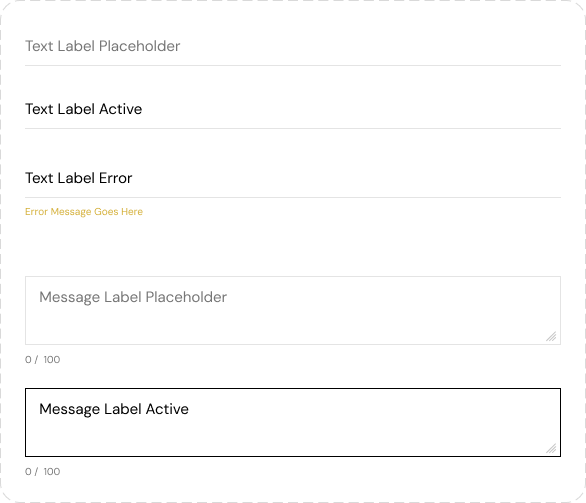 Text Label Placeholder
Text Label Active
Text Label Error
Error Message Goes Here
Message Label Placeholder
0 / 100
Message Label Active
0 / 100